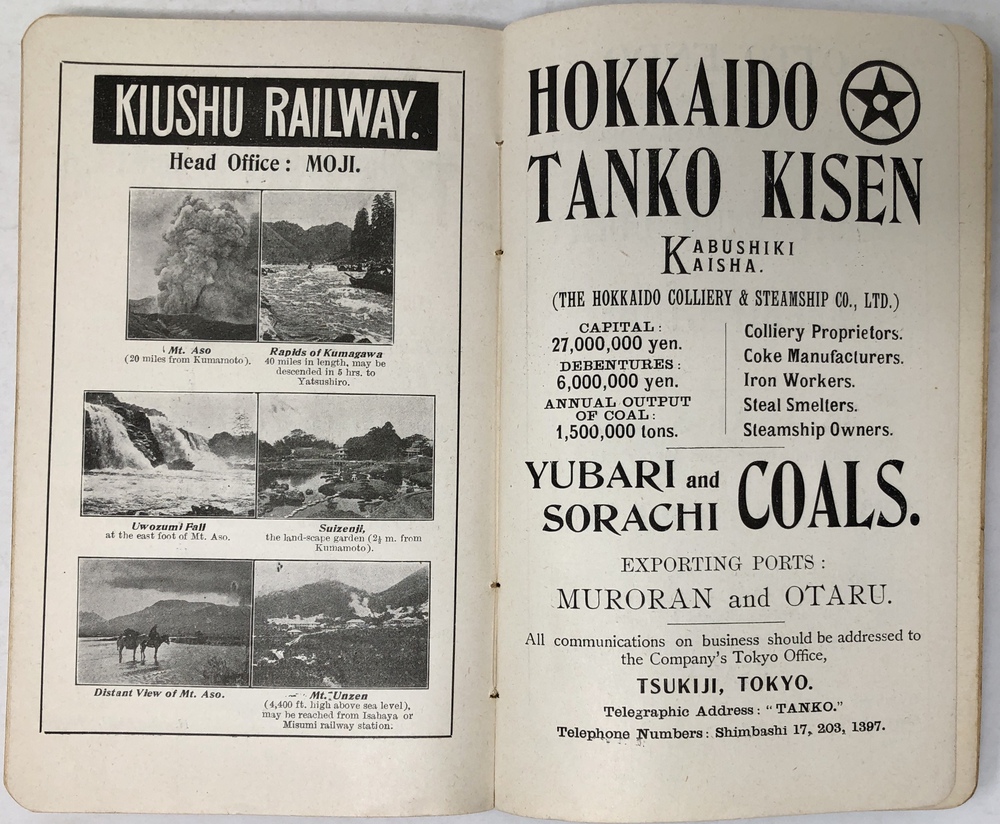 KIUSHU RAILWAY.
Head Office: MOJI.
Mt. Aso
(20 miles from Kumamoto).
Rapids of Kumagawa
40 miles in length, may be
descended in 5 hrs. to
Yatsushiro.
Uwozumi Fall
at the east foot of Mt. Aso.
Suizenji,
the land-scape garden (2½ m. from
Kumamoto).
Distant View of Mt. Aso.
Mt. Unzen
(4,400 ft. high above sea level),
may be reached from Isahaya or
Misumi railway station.
HOKKAIDO
TANKO KISEN
KABUSHIKI
KAISHA.
(THE HOKKAIDO COLLIERY & STEAMSHIP CO., LTD.)
CAPITAL:
27,000,000 yen.
DEBENTURES:
6,000,000 yen.
ANNUAL OUTPUT
OF COAL:
1,500,000 tons.
Colliery Proprietors.
Coke Manufacturers.
Iron Workers.
Steal Smelters.
Steamship Owners.
YUBARI and
SORACHI COALS.
EXPORTING PORTS:
MURORAN and OTARU.
All communications on business should be addressed to
the Company's Tokyo Office,
TSUKIJI, TOKYO.
Telegraphic Address: "TANKO."
Telephone Numbers: Shimbashi 17, 203, 1397.